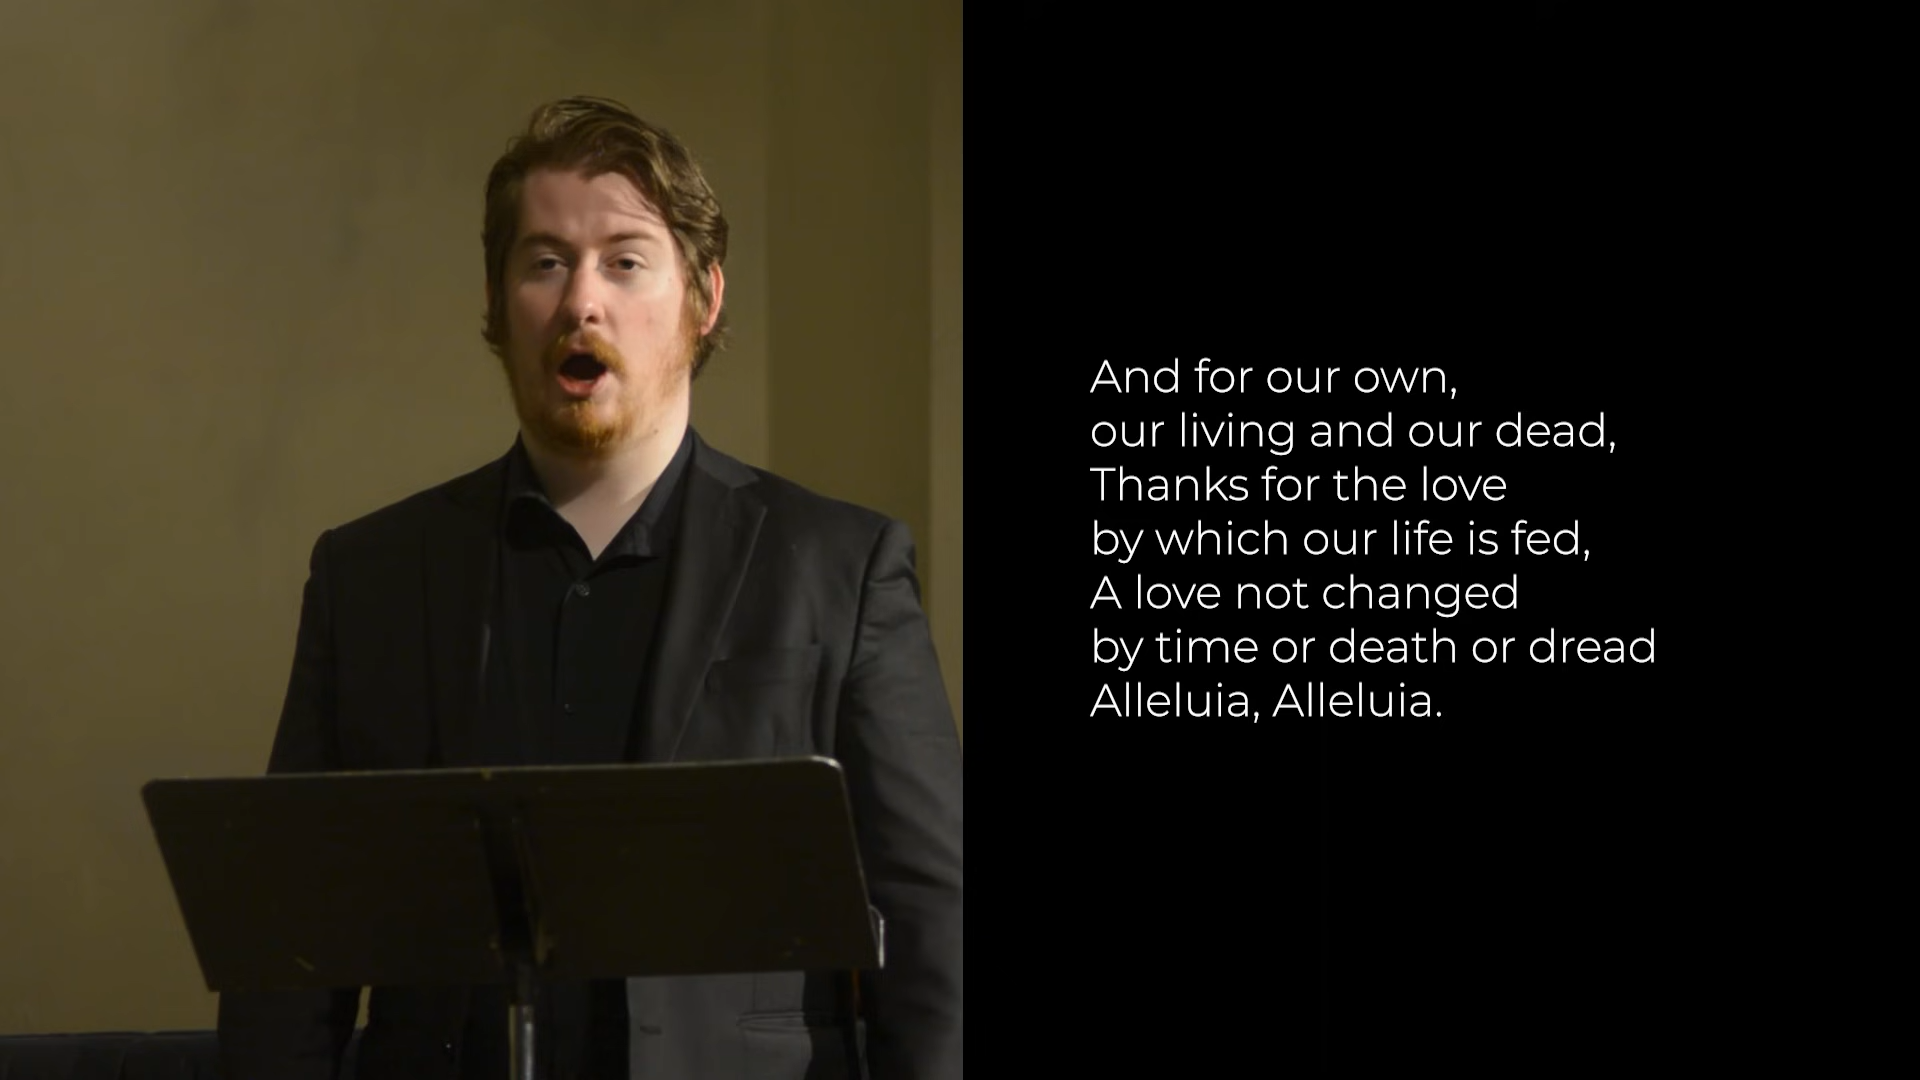 And for our own,
our living and our dead,
Thanks for the love
by which our life is fed,
A love not changed
by time or death or dread
Alleluia, Alleluia.